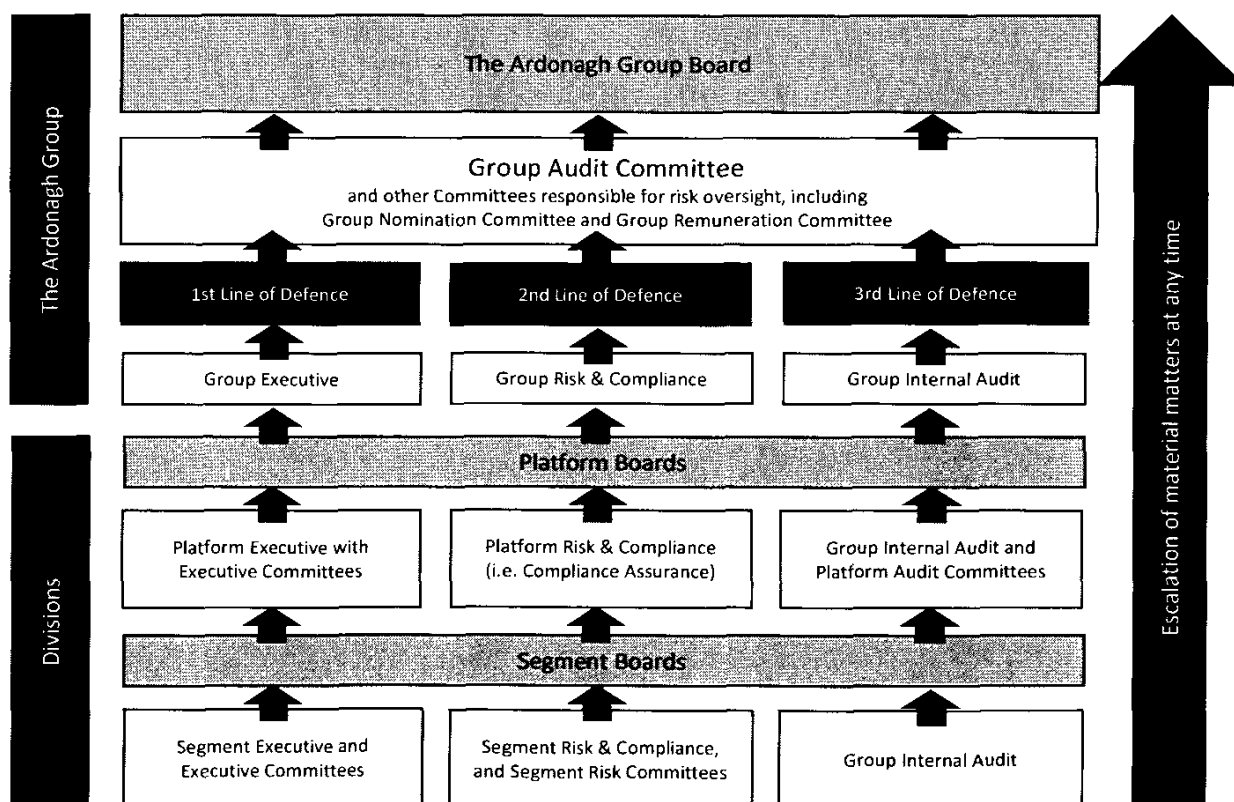 The Ardonagh Group
The Ardonagh Group Board
Group Audit Committee
and other Committees responsible for risk oversight, including
Group Nomination Committee and Group Remuneration Committee
1st Line of Defence
2nd Line of Defence
3rd Line of Defence
Group Executive
Group Risk & Compliance
Group Internal Audit
Divisions
Platform Boards
Platform Executive with
Executive Committees
Platform Risk & Compliance
(i.e. Compliance Assurance)
Group Internal Audit and
Platform Audit Committees
Segment Boards
Segment Executive and
Executive Committees
Segment Risk & Compliance,
and Segment Risk Committees
Group Internal Audit
Escalation of material matters at any time